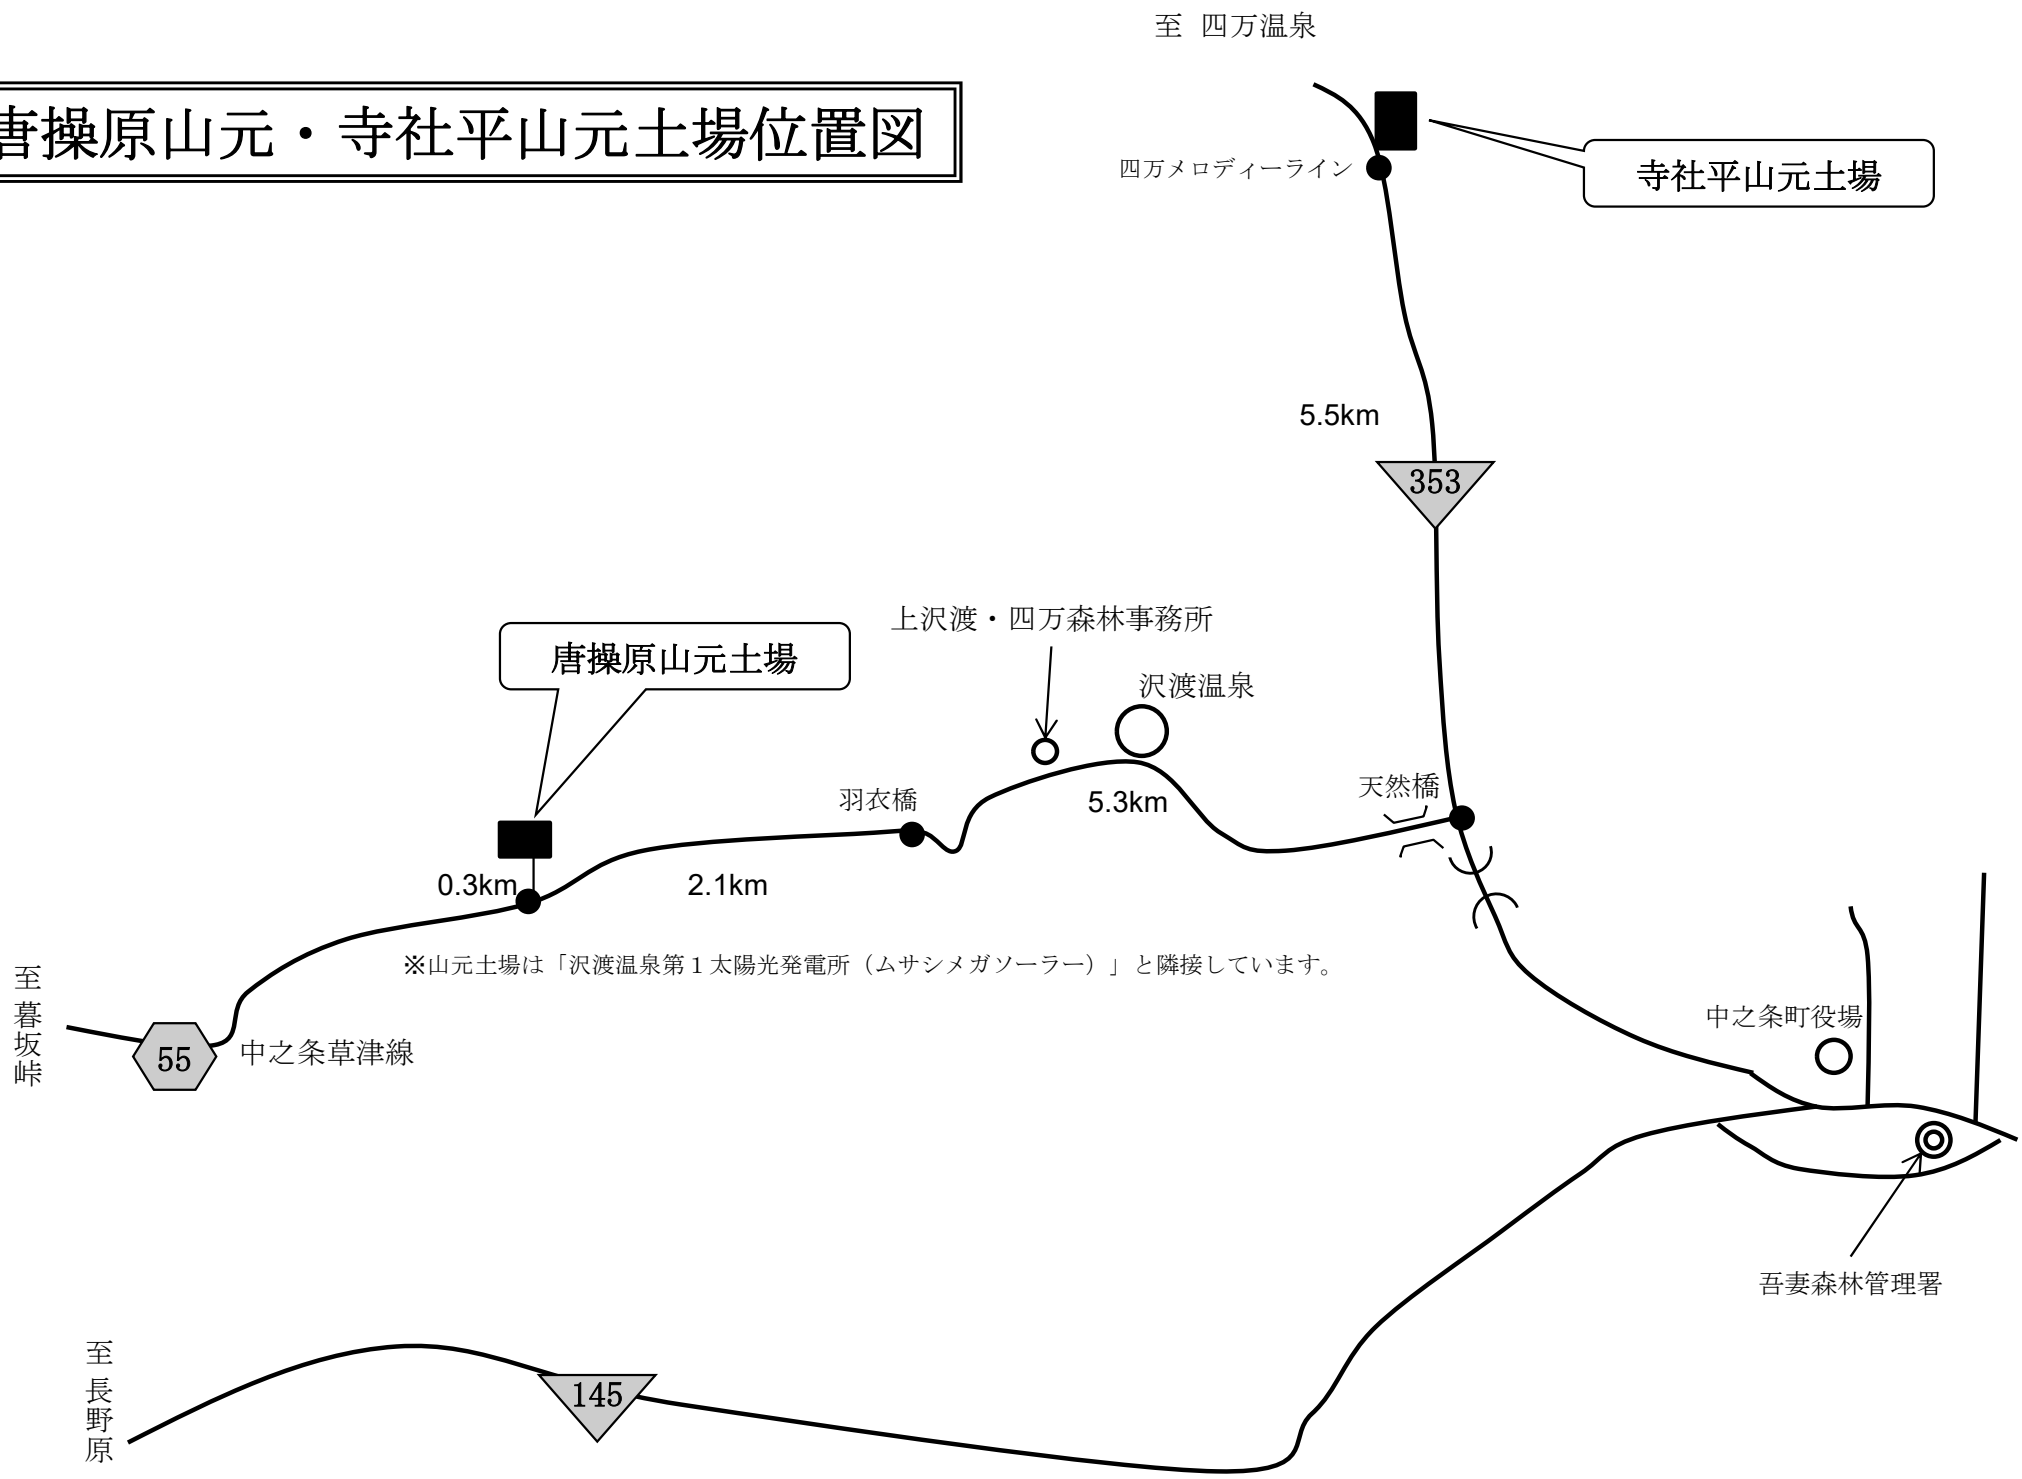 至 四万温泉
唐操原山元・寺社平山元土場位置図
四万メロディーライン
寺社平山元土場
5.5km
353
上沢渡・四万森林事務所
唐操原山元土場
沢渡温泉
天然橋
羽衣橋
5.3km
0.3km
2.1km
※山元土場は「沢渡温泉第１太陽光発電所（ムサシメガソーラー）」と隣接しています。
至 暮坂峠
中之条町役場
55
中之条草津線
吾妻森林管理署
至 長野原
145